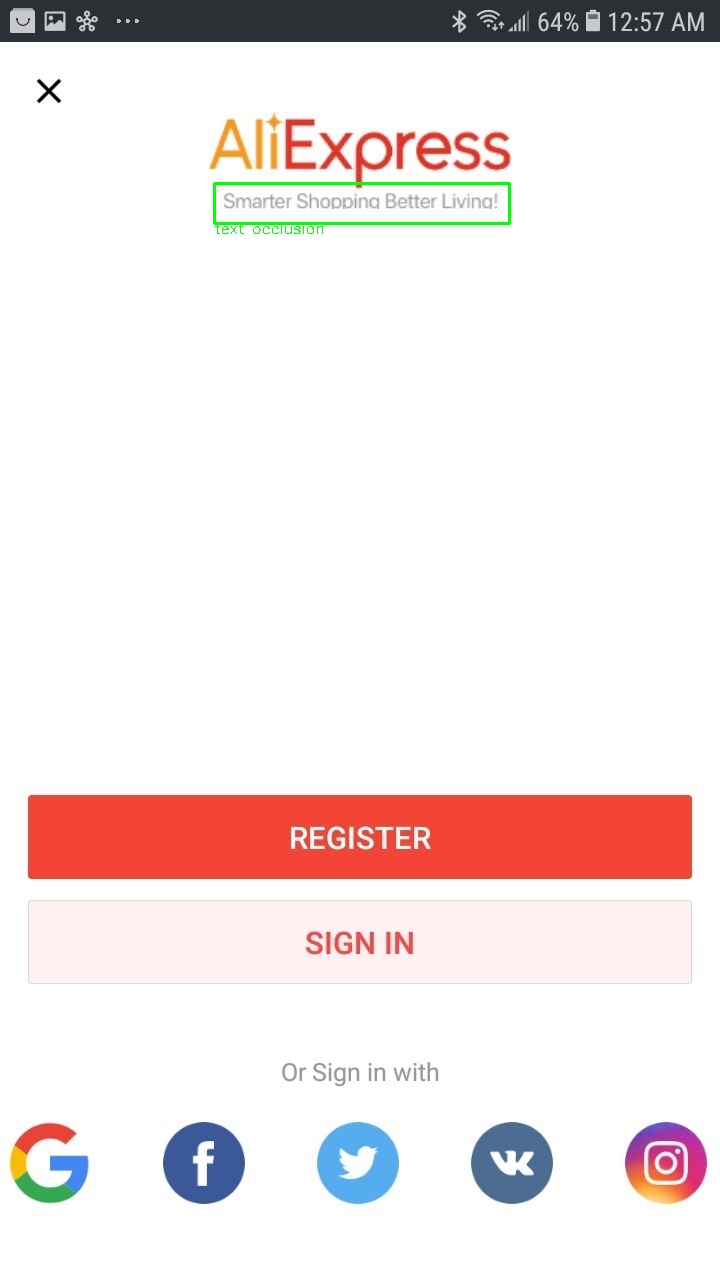 64% 12:57 AM
AliExpress
Smarter Shopping Better Living!
text occlusion
REGISTER
SIGN IN
Or Sign in with